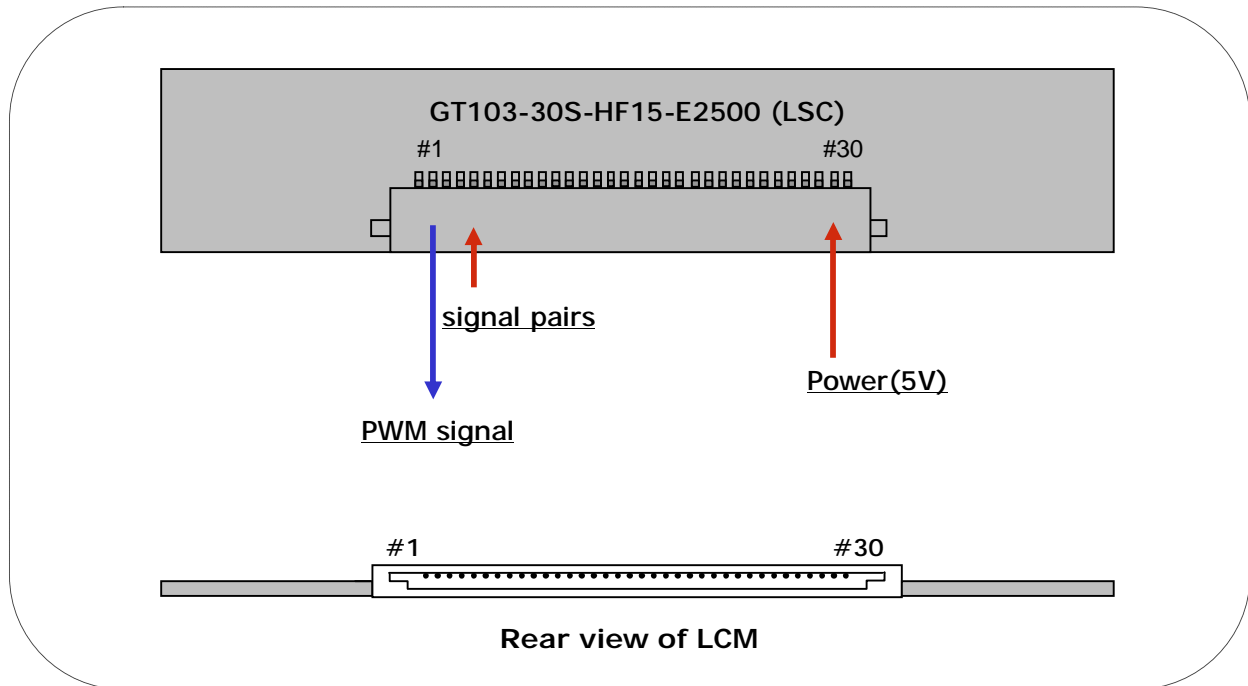 GT103-30S-HF15-E2500 (LSC)
#1 #30
signal pairs
Power(5V)
PWM signal
#1 #30
Rear view of LCM